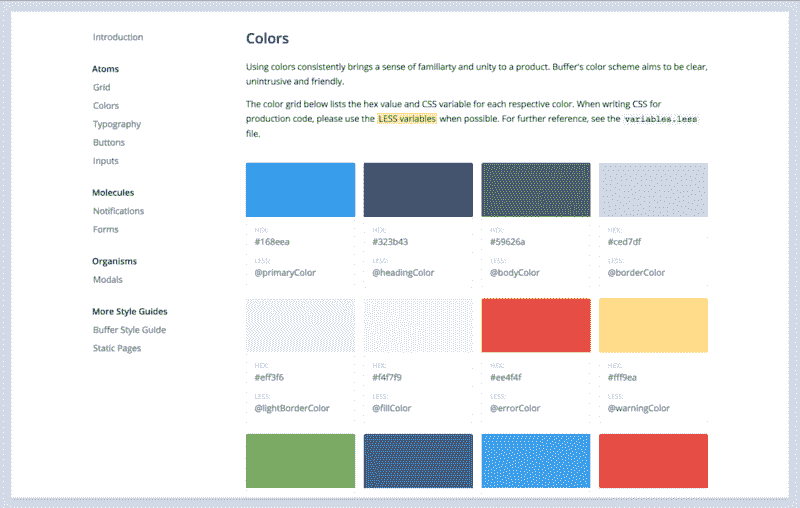 Introduction
Atoms
Grid
Colors
Typography
Buttons
Inputs
Molecules
Notifications
Forms
Organisms
Modals
More Style Guides
Buffer Style Guide
Static Pages
Colors
Using colors consistently brings a sense of familiarty and unity to a product. Buffer's color scheme aims to be clear,
unintrusive and friendly.
The color grid below lists the hex value and CSS variable for each respective color. When writing CSS for
production code, please use the LESS variables when possible. For further reference, see the variables.less
file.
HEX: HEX: HEX: HEX:
#168eea #323b43 #59626a #ced7df
LESS: LESS: LESS: LESS:
@primaryColor @headingColor @bodyColor @borderColor
HEX: HEX: HEX: HEX:
#eff3f6 #f4f7f9 #ee4f4f #fff9ea
LESS: LESS: LESS: LESS:
@lightBorderColor @fillColor @errorColor @warningColor